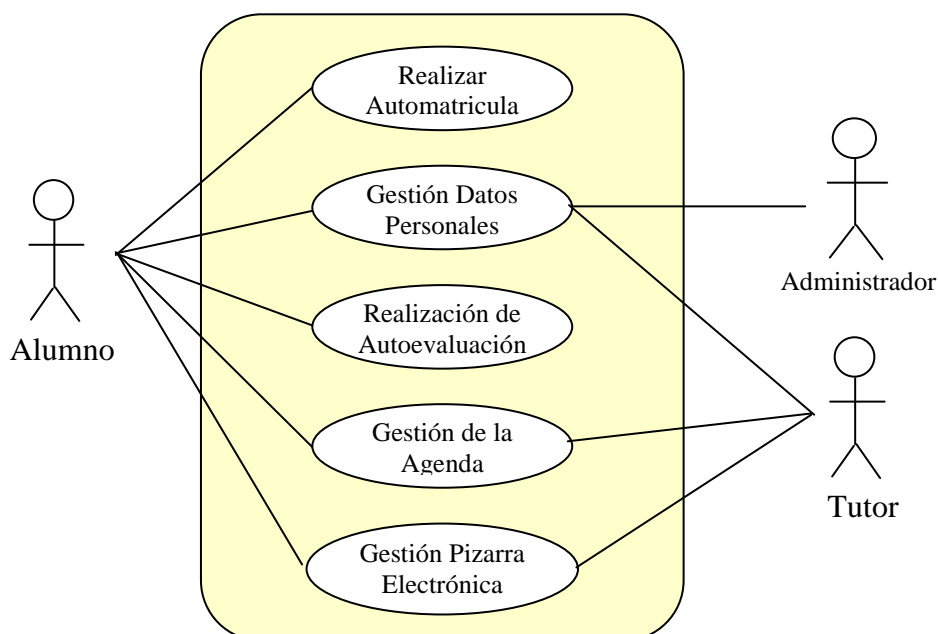 Realizar
Automatricula
Gestión Datos
Personales
Realización de
Autoevaluación
Gestión de la
Agenda
Gestión Pizarra
Electrónica
Alumno
Administrador
Tutor